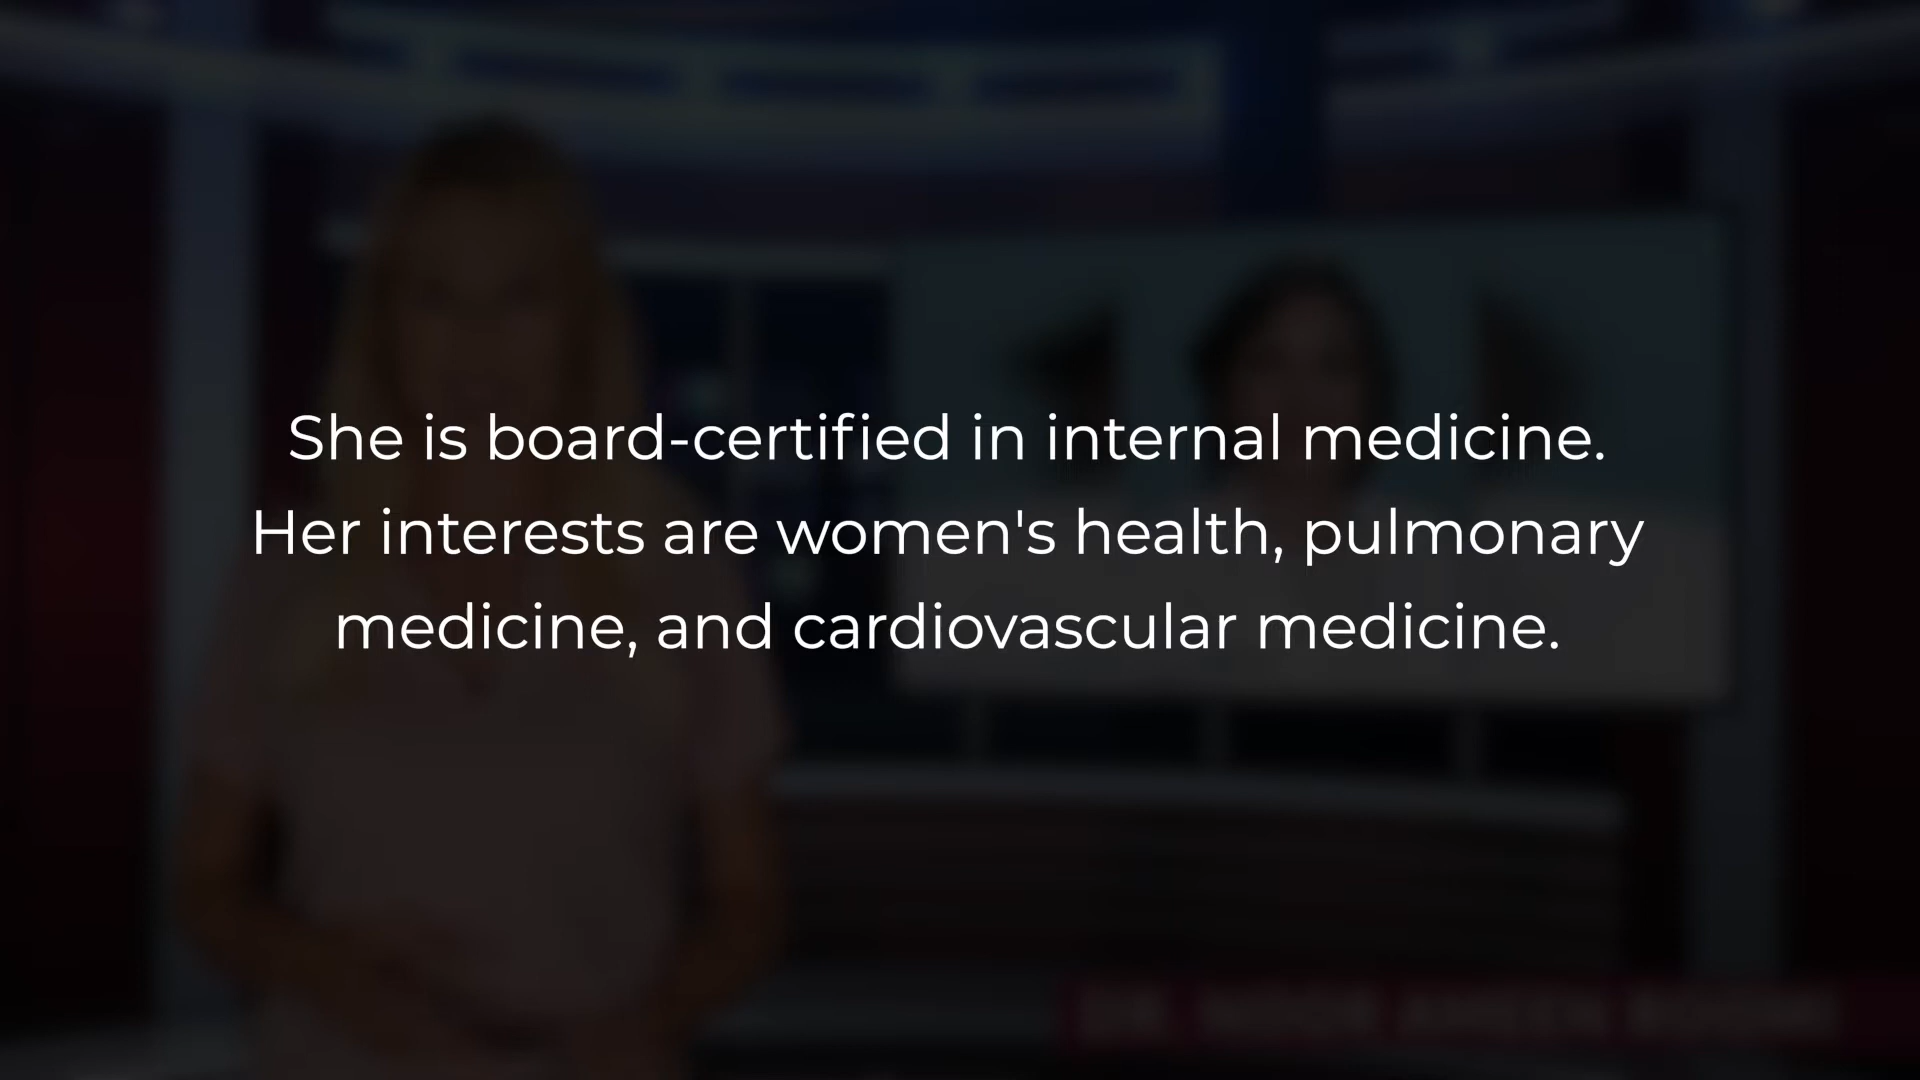 She is board-certified in internal medicine.
Her interests are women's health, pulmonary
medicine, and cardiovascular medicine.